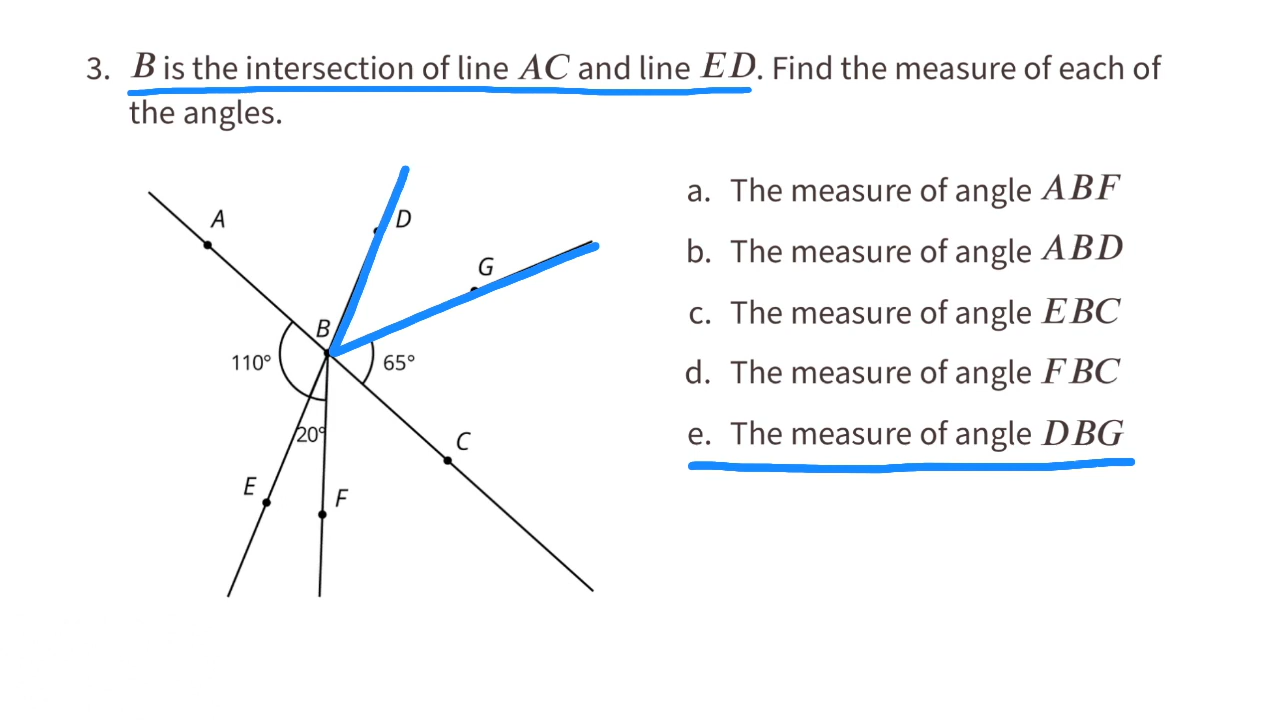 3. B is the intersection of line AC and line ED. Find the measure of each of
the angles.
A
D
G
B
110°
65°
20°
C
E
F
a. The measure of angle ABF
b. The measure of angle ABD
c. The measure of angle EBC
d. The measure of angle FBC
e. The measure of angle DBG